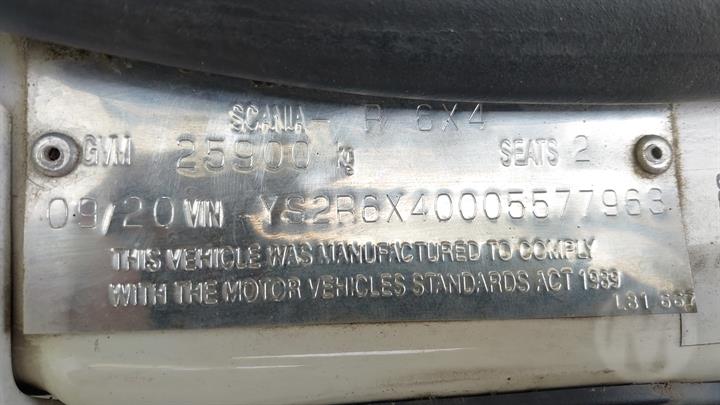 SCANIA - R 6X4
GVM 25900 kg SEATS 2
09/20 VIN YS2R6X40005577963
THIS VEHICLE WAS MANUFACTURED TO COMPLY
WITH THE MOTOR VEHICLES STANDARDS ACT 1989